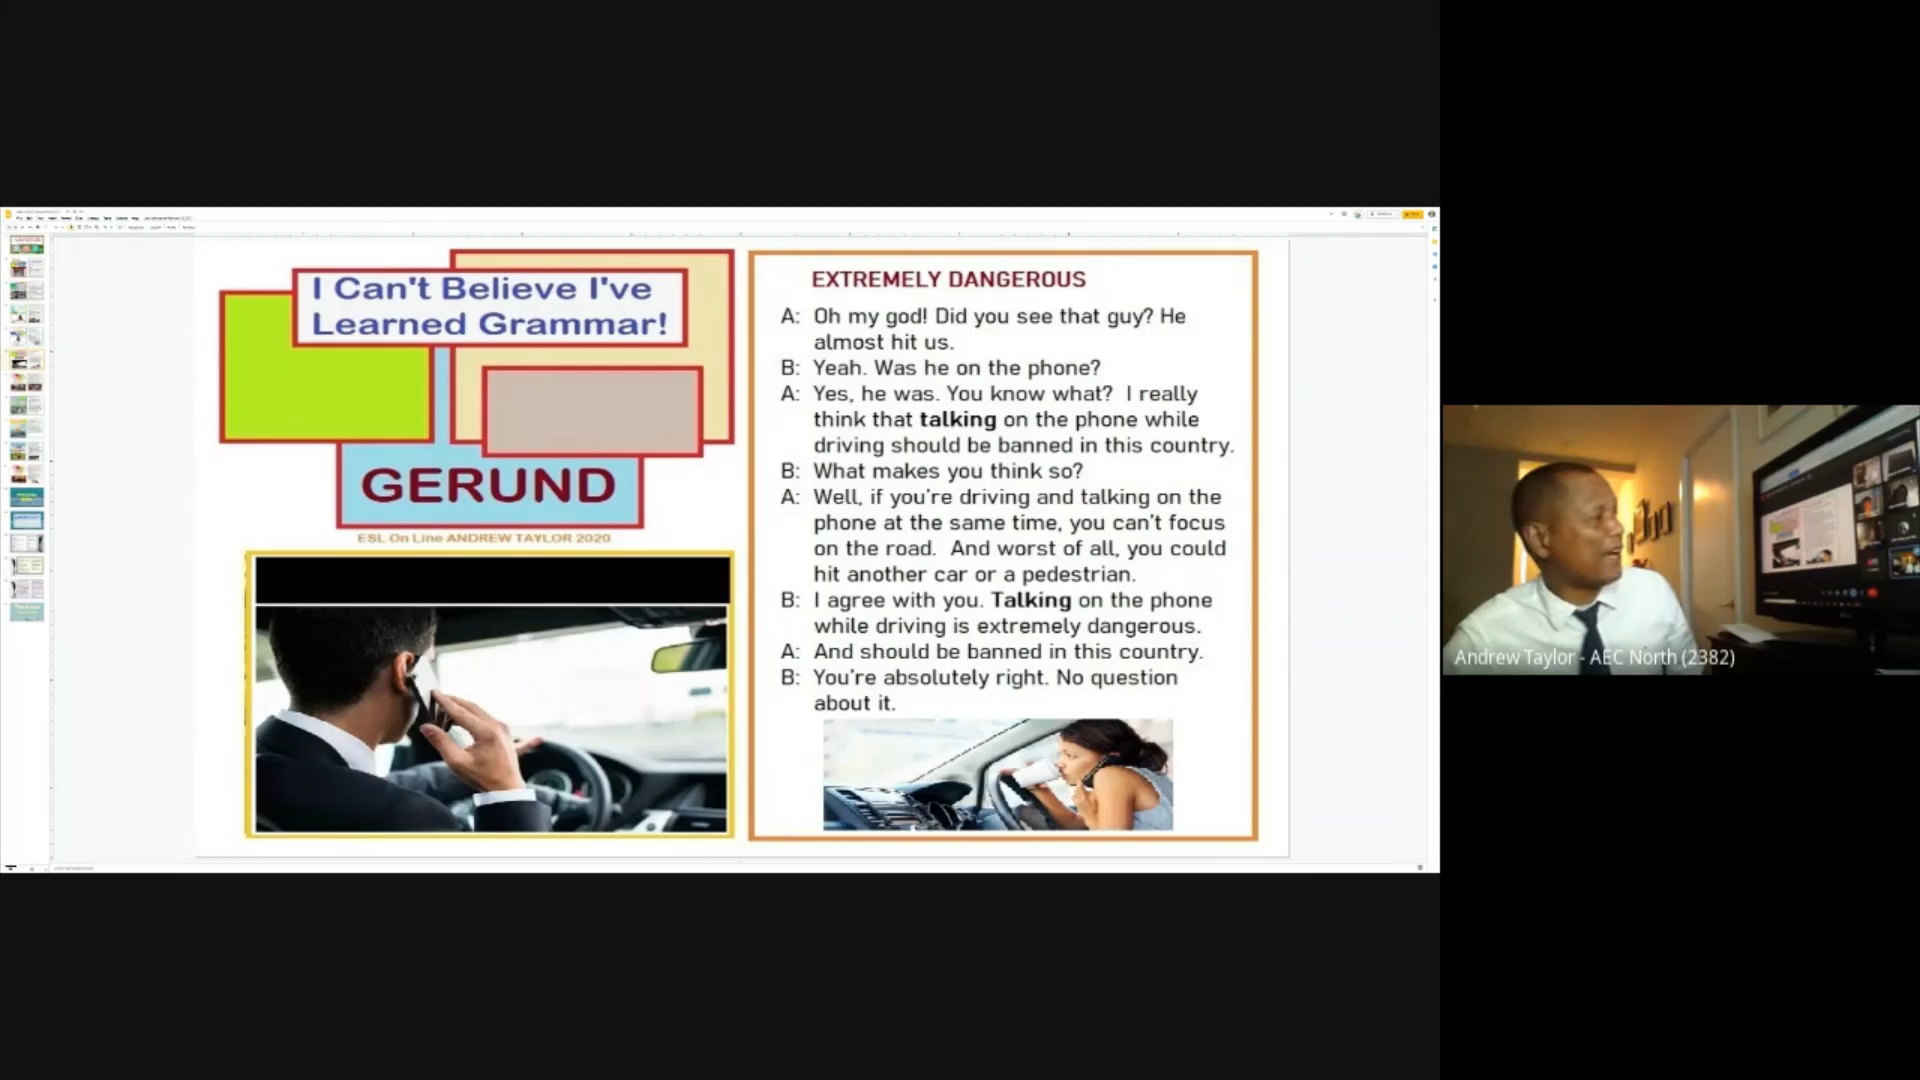 I Can't Believe I've
Learned Grammar!
GERUND
ESL On Line ANDREW TAYLOR 2020
EXTREMELY DANGEROUS
A: Oh my god! Did you see that guy? He
almost hit us.
B: Yeah. Was he on the phone?
A: Yes, he was. You know what? I really
think that talking on the phone while
driving should be banned in this country.
B: What makes you think so?
A: Well, if you're driving and talking on the
phone at the same time, you can't focus
on the road. And worst of all, you could
hit another car or a pedestrian.
B: I agree with you. Talking on the phone
while driving is extremely dangerous.
A: And should be banned in this country.
B: You're absolutely right. No question
about it.
Andrew Taylor - AEC North (2382)